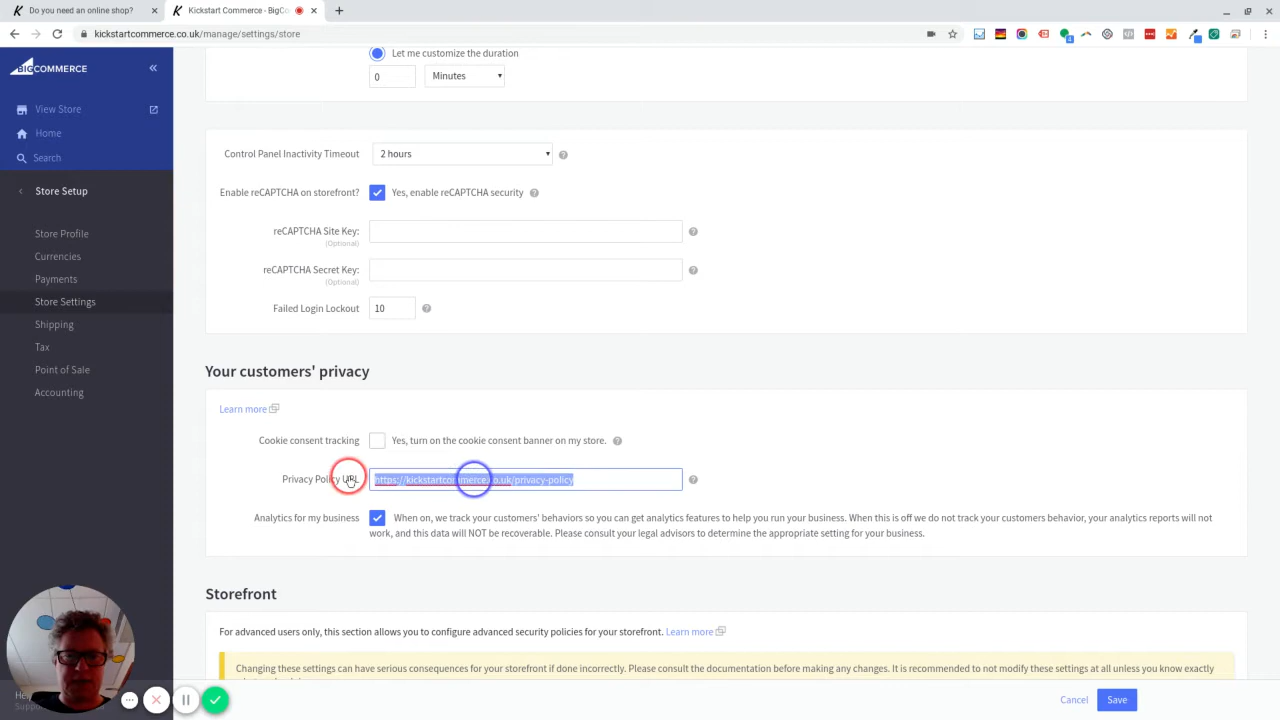 Do you need an online shop?
Kickstart Commerce - BigCo
kickstartcommerce.co.uk/manage/settings/store
BIGCOMMERCE
View Store
Home
Search
Store Setup
Store Profile
Currencies
Payments
Store Settings
Shipping
Tax
Point of Sale
Accounting
Let me customize the duration
0 Minutes
Control Panel Inactivity Timeout 2 hours
Enable reCAPTCHA on storefront? Yes, enable reCAPTCHA security
reCAPTCHA Site Key:
(Optional)
reCAPTCHA Secret Key:
(Optional)
Failed Login Lockout 10
Your customers' privacy
Learn more
Cookie consent tracking Yes, turn on the cookie consent banner on my store.
Privacy Policy URL https://kickstartcommerce.co.uk/privacy-policy
Analytics for my business When on, we track your customers' behaviors so you can get analytics features to help you run your business. When this is off we do not track your customers behavior, your analytics reports will not
work, and this data will NOT be recoverable. Please consult your legal advisors to determine the appropriate setting for your business.
Storefront
For advanced users only, this section allows you to configure advanced security policies for your storefront. Learn more
Changing these settings can have serious consequences for your storefront if done incorrectly. Please consult the documentation before making any changes. It is recommended to not modify these settings at all unless you know exactly
Cancel Save